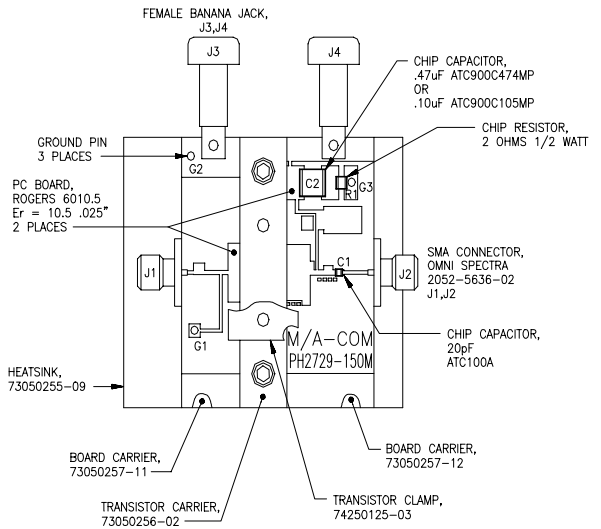 FEMALE BANANA JACK,
J3,J4
J3
J4
CHIP CAPACITOR,
.47uF ATC900C474MP
OR
.10uF ATC900C105MP
CHIP RESISTOR,
2 OHMS 1/2 WATT
GROUND PIN
3 PLACES
G2
C2
R1
G3
PC BOARD,
ROGERS 6010.5
Er = 10.5 .025"
2 PLACES
J1
C1
J2
SMA CONNECTOR,
OMNI SPECTRA
2052-5636-02
J1,J2
G1
M/A-COM
PH2729-150M
CHIP CAPACITOR,
20pF
ATC100A
HEATSINK,
73050255-09
BOARD CARRIER,
73050257-11
BOARD CARRIER,
73050257-12
TRANSISTOR CARRIER,
73050256-02
TRANSISTOR CLAMP,
74250125-03